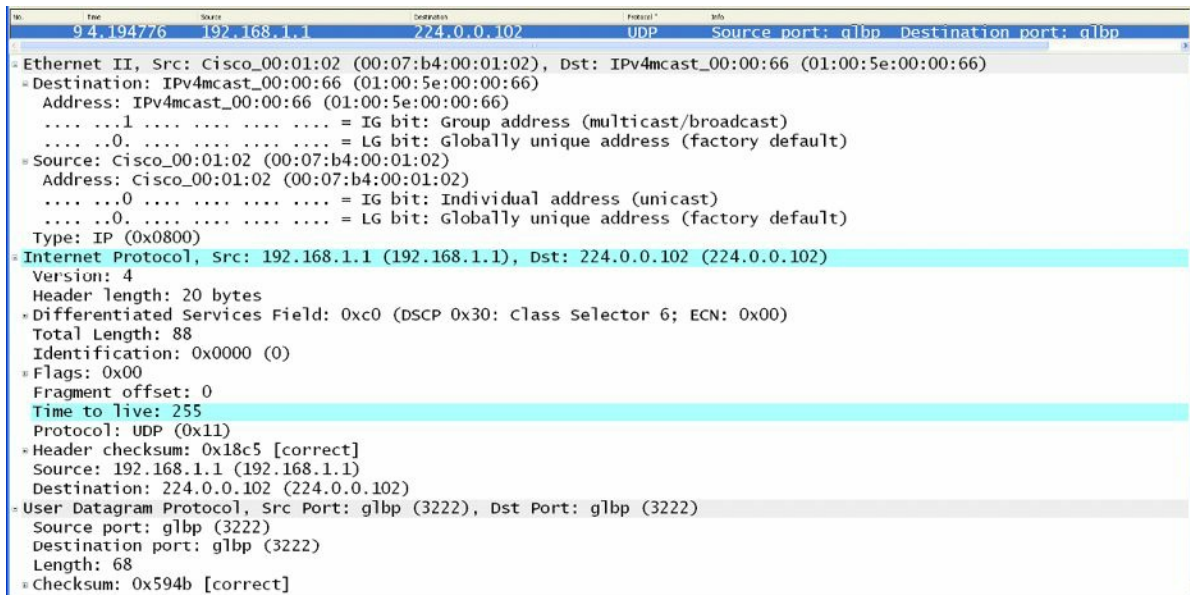 No. Time Source Destination Protocol Info
9 4.194776 192.168.1.1 224.0.0.102 UDP Source port: glbp Destination port: glbp
Ethernet II, Src: Cisco_00:01:02 (00:07:b4:00:01:02), Dst: IPv4mcast_00:00:66 (01:00:5e:00:00:66)
Destination: IPv4mcast_00:00:66 (01:00:5e:00:00:66)
Address: IPv4mcast_00:00:66 (01:00:5e:00:00:66)
.... ...1 .... .... .... .... = IG bit: Group address (multicast/broadcast)
.... ..0. .... .... .... .... = LG bit: Globally unique address (factory default)
Source: Cisco_00:01:02 (00:07:b4:00:01:02)
Address: Cisco_00:01:02 (00:07:b4:00:01:02)
.... ...0 .... .... .... .... = IG bit: Individual address (unicast)
.... ..0. .... .... .... .... = LG bit: Globally unique address (factory default)
Type: IP (0x0800)
Internet Protocol, Src: 192.168.1.1 (192.168.1.1), Dst: 224.0.0.102 (224.0.0.102)
Version: 4
Header length: 20 bytes
Differentiated Services Field: 0xc0 (DSCP 0x30: Class Selector 6; ECN: 0x00)
Total Length: 88
Identification: 0x0000 (0)
Flags: 0x00
Fragment offset: 0
Time to live: 255
Protocol: UDP (0x11)
Header checksum: 0x18c5 [correct]
Source: 192.168.1.1 (192.168.1.1)
Destination: 224.0.0.102 (224.0.0.102)
User Datagram Protocol, Src Port: glbp (3222), Dst Port: glbp (3222)
Source port: glbp (3222)
Destination port: glbp (3222)
Length: 68
Checksum: 0x594b [correct]